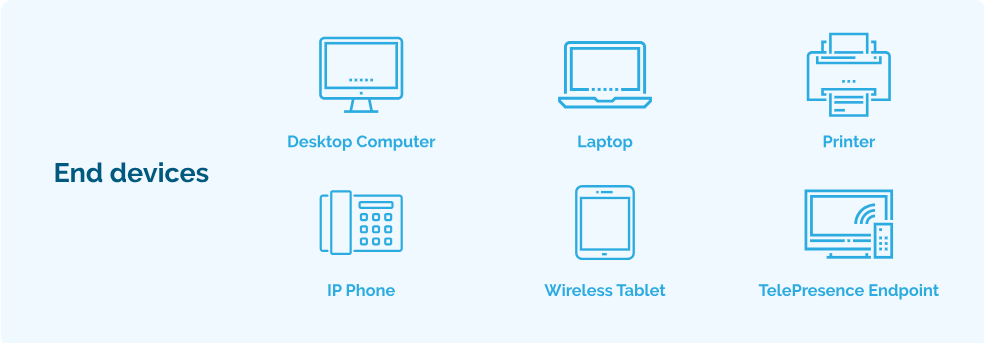 End devices
Desktop Computer
Laptop
Printer
IP Phone
Wireless Tablet
TelePresence Endpoint